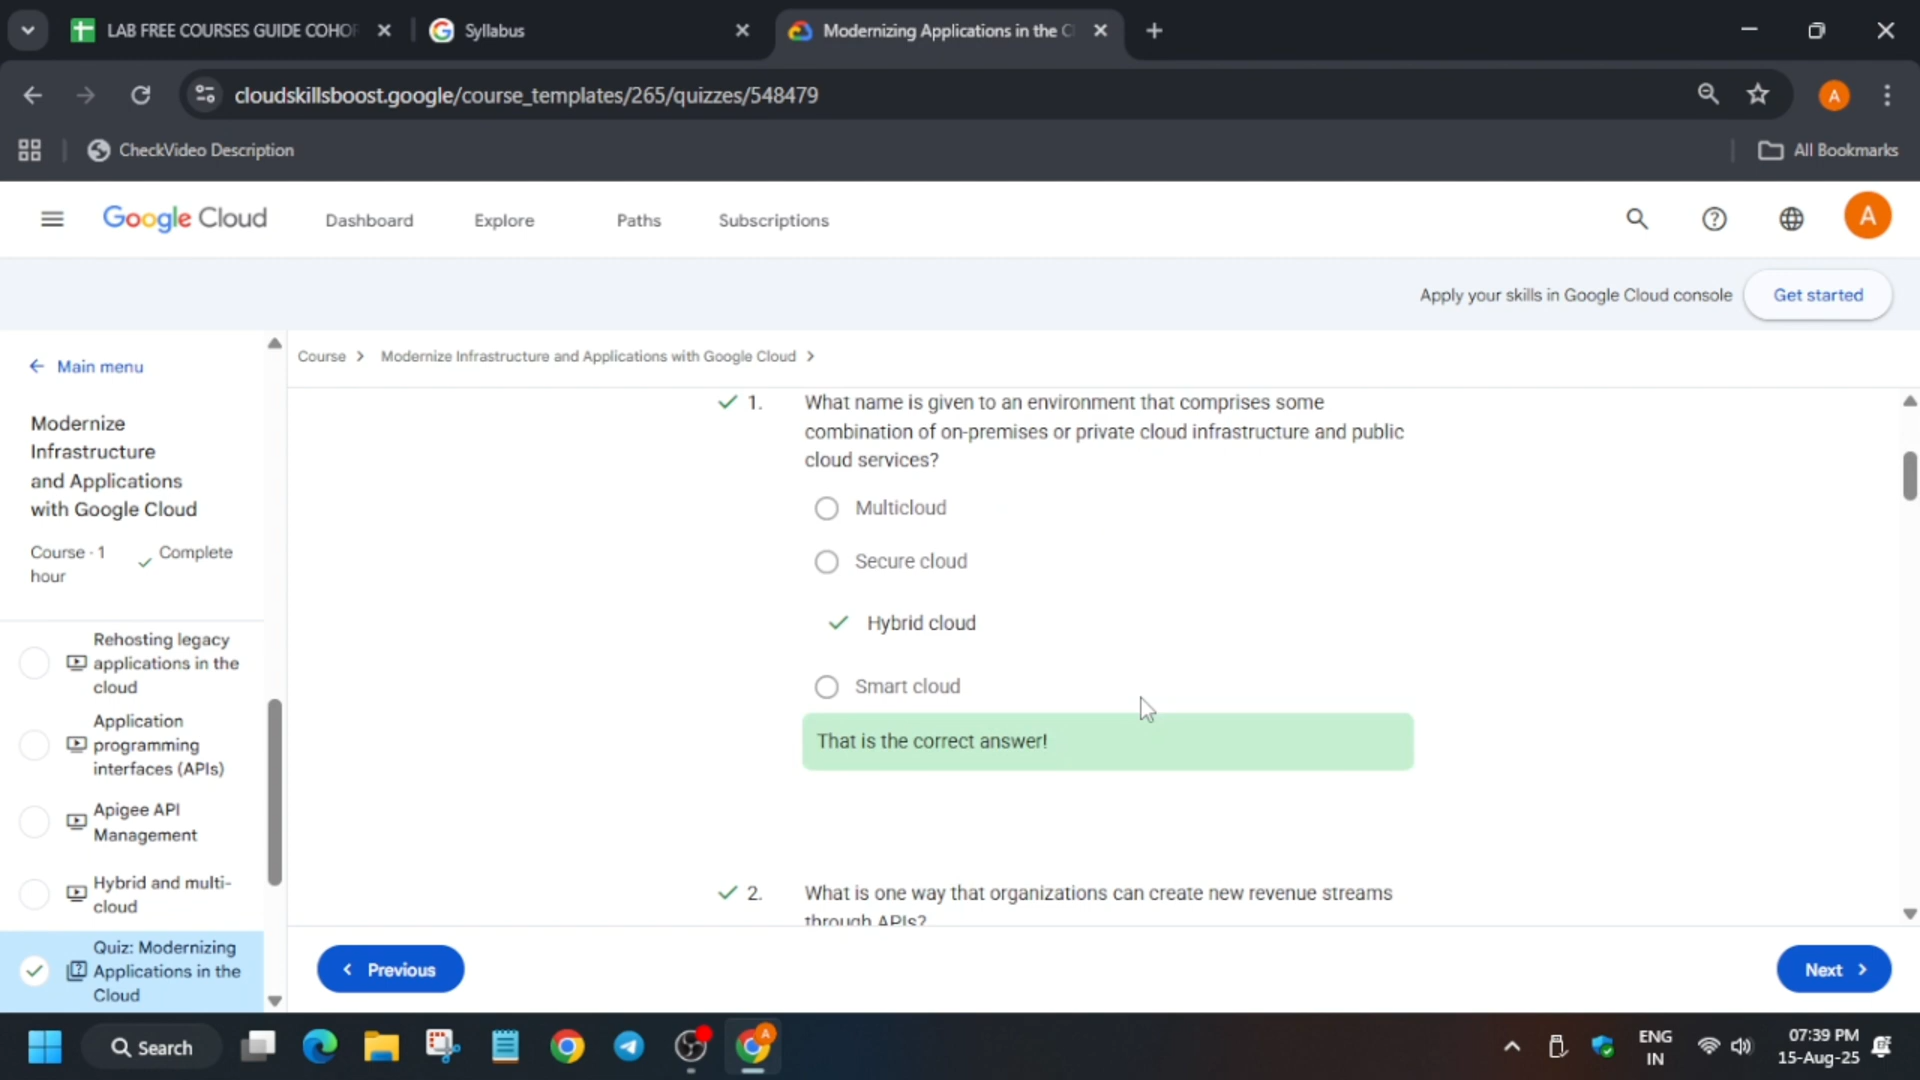 LAB FREE COURSES GUIDE COHOR
Syllabus
Modernizing Applications in the C
cloudskillsboost.google/course_templates/265/quizzes/548479
A
CheckVideo Description
All Bookmarks
Google Cloud
Dashboard
Explore
Paths
Subscriptions
A
Apply your skills in Google Cloud console
Get started
Main menu
Modernize
Infrastructure
and Applications
with Google Cloud
Course · 1
hour
Complete
Rehosting legacy
applications in the
cloud
Application
programming
interfaces (APIs)
Apigee API
Management
Hybrid and multi-
cloud
Quiz: Modernizing
Applications in the
Cloud
Course
Modernize Infrastructure and Applications with Google Cloud
1. What name is given to an environment that comprises some
combination of on-premises or private cloud infrastructure and public
cloud services?
Multicloud
Secure cloud
Hybrid cloud
Smart cloud
That is the correct answer!
2. What is one way that organizations can create new revenue streams
through APIs?
Previous
Next
Search
A
ENG
IN
07:39 PM
15-Aug-25